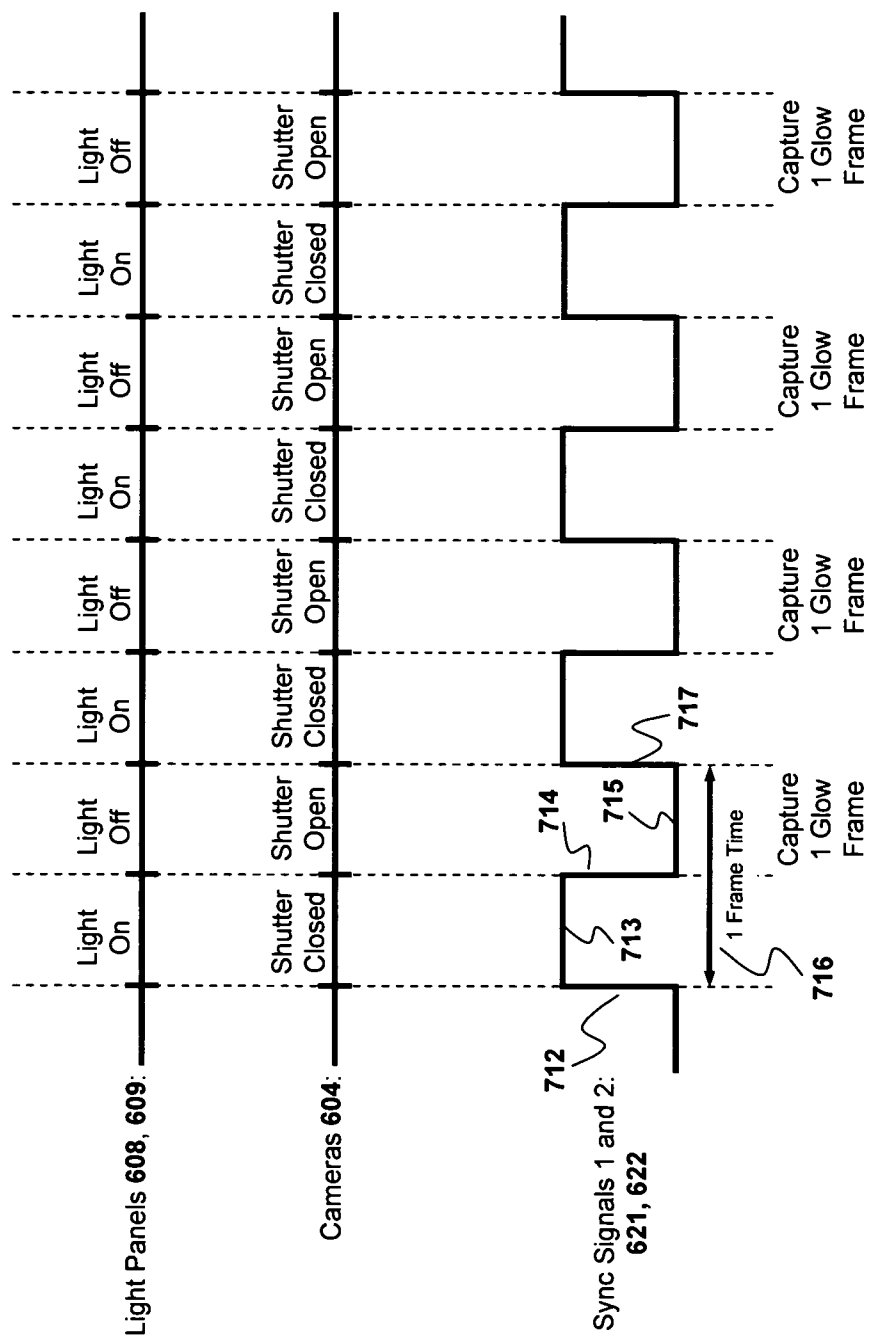 Light Panels 608, 609:
Light
On
Light
Off
Light
On
Light
Off
Light
On
Light
Off
Light
On
Light
Off
Cameras 604:
Shutter
Closed
Shutter
Open
Shutter
Closed
Shutter
Open
Shutter
Closed
Shutter
Open
Shutter
Closed
Shutter
Open
Sync Signals 1 and 2:
621, 622
712
713
714
715
717
1 Frame Time
716
Capture
1 Glow
Frame
Capture
1 Glow
Frame
Capture
1 Glow
Frame
Capture
1 Glow
Frame